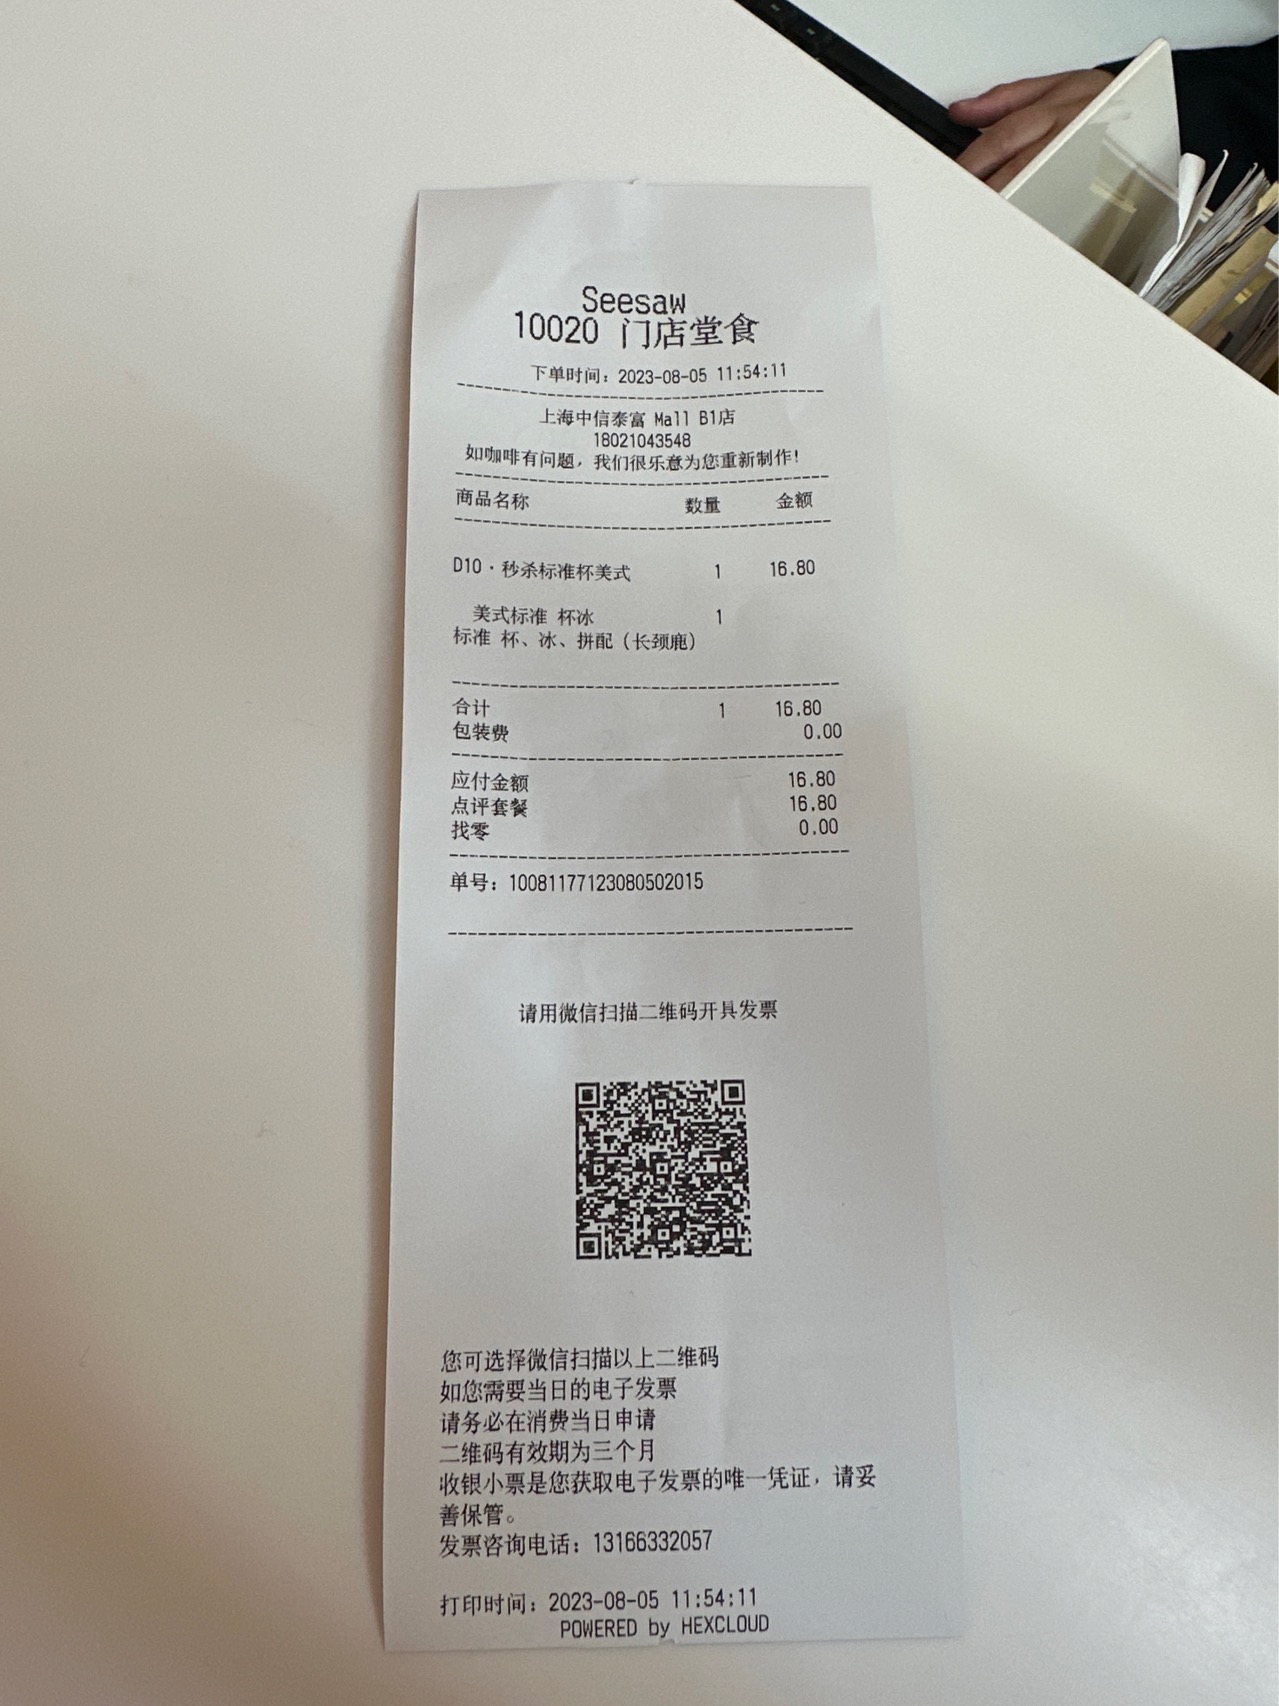 Seesaw
10020 门店堂食
下单时间：2023-08-05 11:54:11
上海中信泰富 Mall B1店
18021043548
如咖啡有问题，我们很乐意为您重新制作！
商品名称 数量 金额
D10·秒杀标准杯美式 1 16.80
美式标准 杯冰 1
标准 杯、冰、拼配（长颈鹿）
合计 1 16.80
包装费 0.00
应付金额 16.80
点评套餐 16.80
找零 0.00
单号：10081177123080502015
请用微信扫描二维码开具发票
您可选择微信扫描以上二维码
如您需要当日的电子发票
请务必在消费当日申请
二维码有效期为三个月
收银小票是您获取电子发票的唯一凭证，请妥
善保管。
发票咨询电话：13166332057
打印时间：2023-08-05 11:54:11
POWERED by HEXCLOUD